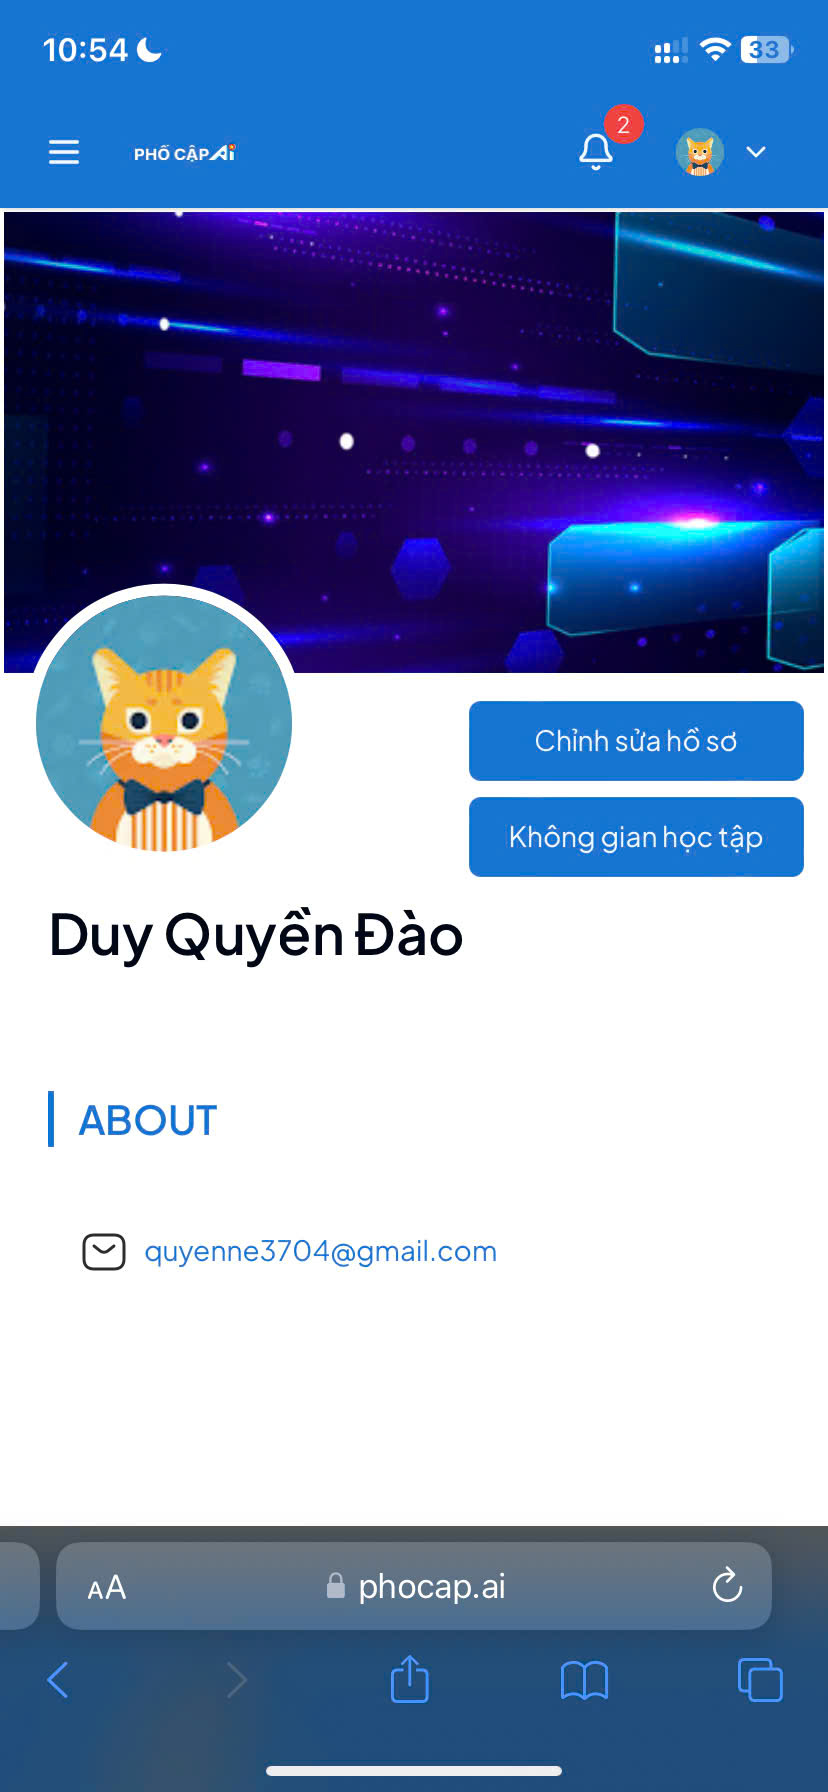 10:54
33
PHỔ CẬP AI
2
Chỉnh sửa hồ sơ
Không gian học tập
Duy Quyền Đào
ABOUT
quyenne3704@gmail.com
AA
phocap.ai